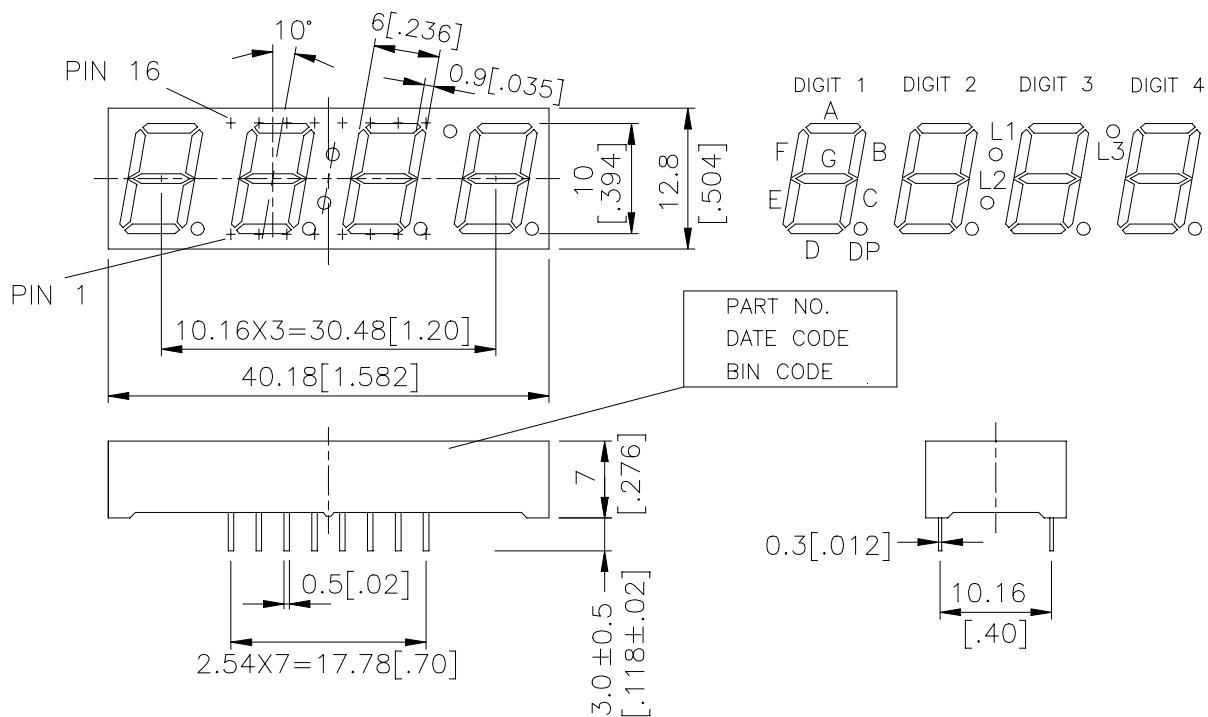 10°
6[.236]
PIN 16
0.9[.035]
DIGIT 1
DIGIT 2
DIGIT 3
DIGIT 4
A
F
G
B
L1
L3
E
C
L2
D
DP
10
[.394]
12.8
[.504]
PIN 1
10.16X3=30.48[1.20]
40.18[1.582]
PART NO.
DATE CODE
BIN CODE
7
[.276]
0.5[.02]
2.54X7=17.78[.70]
3.0±0.5
[.118±.02]
0.3[.012]
10.16
[.40]